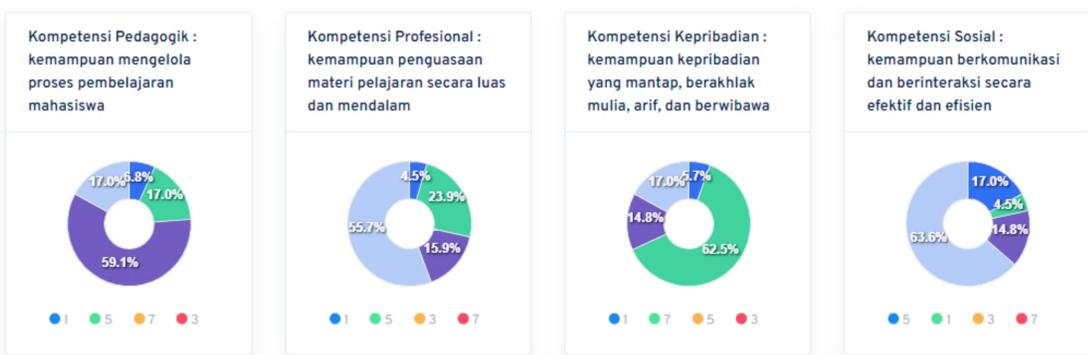 Kompetensi Pedagogik :
kemampuan mengelola
proses pembelajaran
mahasiswa
17.0% 6.8%
17.0%
59.1%
1 5 7 3
Kompetensi Profesional :
kemampuan penguasaan
materi pelajaran secara luas
dan mendalam
4.5%
23.9%
55.7%
15.9%
1 5 3 7
Kompetensi Kepribadian :
kemampuan kepribadian
yang mantap, berakhlak
mulia, arif, dan berwibawa
17.0% 5.7%
14.8%
62.5%
1 7 5 3
Kompetensi Sosial :
kemampuan berkomunikasi
dan berinteraksi secara
efektif dan efisien
17.0%
4.5%
14.8%
63.6%
5 1 3 7